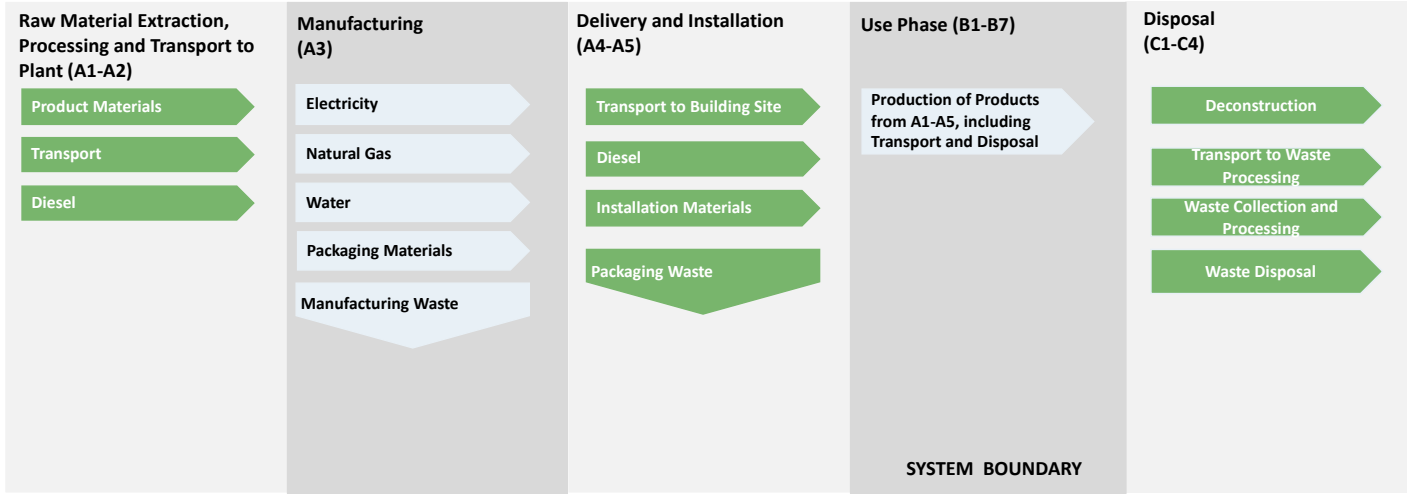 Raw Material Extraction,
Processing and Transport to
Plant (A1-A2)
Product Materials
Transport
Diesel
Manufacturing
(A3)
Electricity
Natural Gas
Water
Packaging Materials
Manufacturing Waste
Delivery and Installation
(A4-A5)
Transport to Building Site
Diesel
Installation Materials
Packaging Waste
Use Phase (B1-B7)
Production of Products
from A1-A5, including
Transport and Disposal
SYSTEM BOUNDARY
Disposal
(C1-C4)
Deconstruction
Transport to Waste
Processing
Waste Collection and
Processing
Waste Disposal